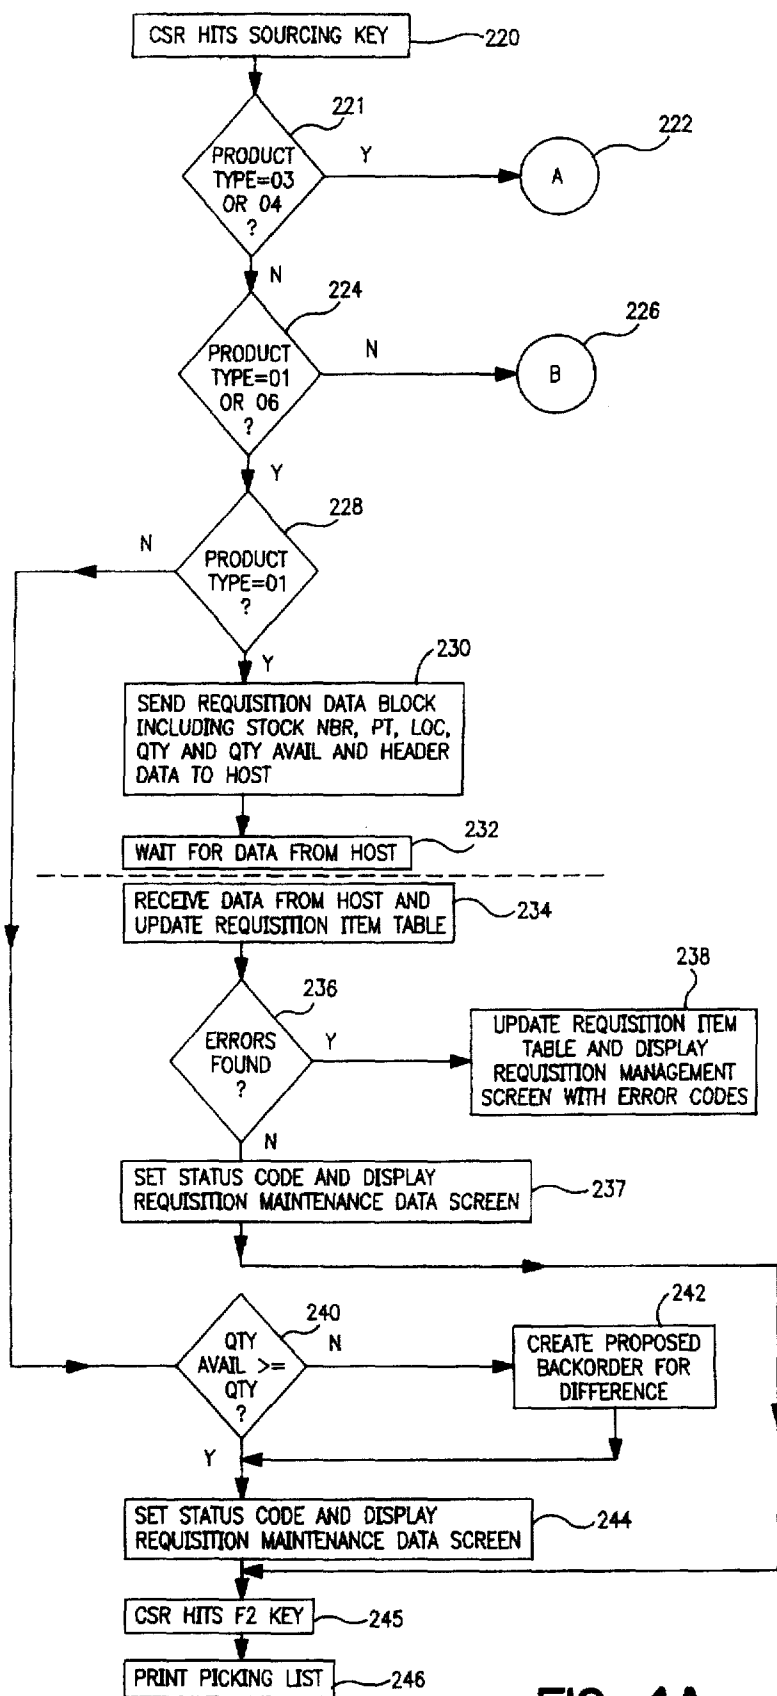 CSR HITS SOURCING KEY
220
221
PRODUCT
TYPE=03
OR 04
?
Y
222
A
N
224
PRODUCT
TYPE=01
OR 06
?
N
226
B
Y
228
PRODUCT
TYPE=01
?
N
Y
230
SEND REQUISITION DATA BLOCK
INCLUDING STOCK NBR, PT, LOC,
QTY AND QTY AVAIL AND HEADER
DATA TO HOST
WAIT FOR DATA FROM HOST
232
RECEIVE DATA FROM HOST AND
UPDATE REQUISITION ITEM TABLE
234
236
ERRORS
FOUND
?
Y
238
UPDATE REQUISITION ITEM
TABLE AND DISPLAY
REQUISITION MANAGEMENT
SCREEN WITH ERROR CODES
N
SET STATUS CODE AND DISPLAY
REQUISITION MAINTENANCE DATA SCREEN
237
240
QTY
AVAIL >=
QTY
?
N
242
CREATE PROPOSED
BACKORDER FOR
DIFFERENCE
Y
SET STATUS CODE AND DISPLAY
REQUISITION MAINTENANCE DATA SCREEN
244
CSR HITS F2 KEY
245
PRINT PICKING LIST
246